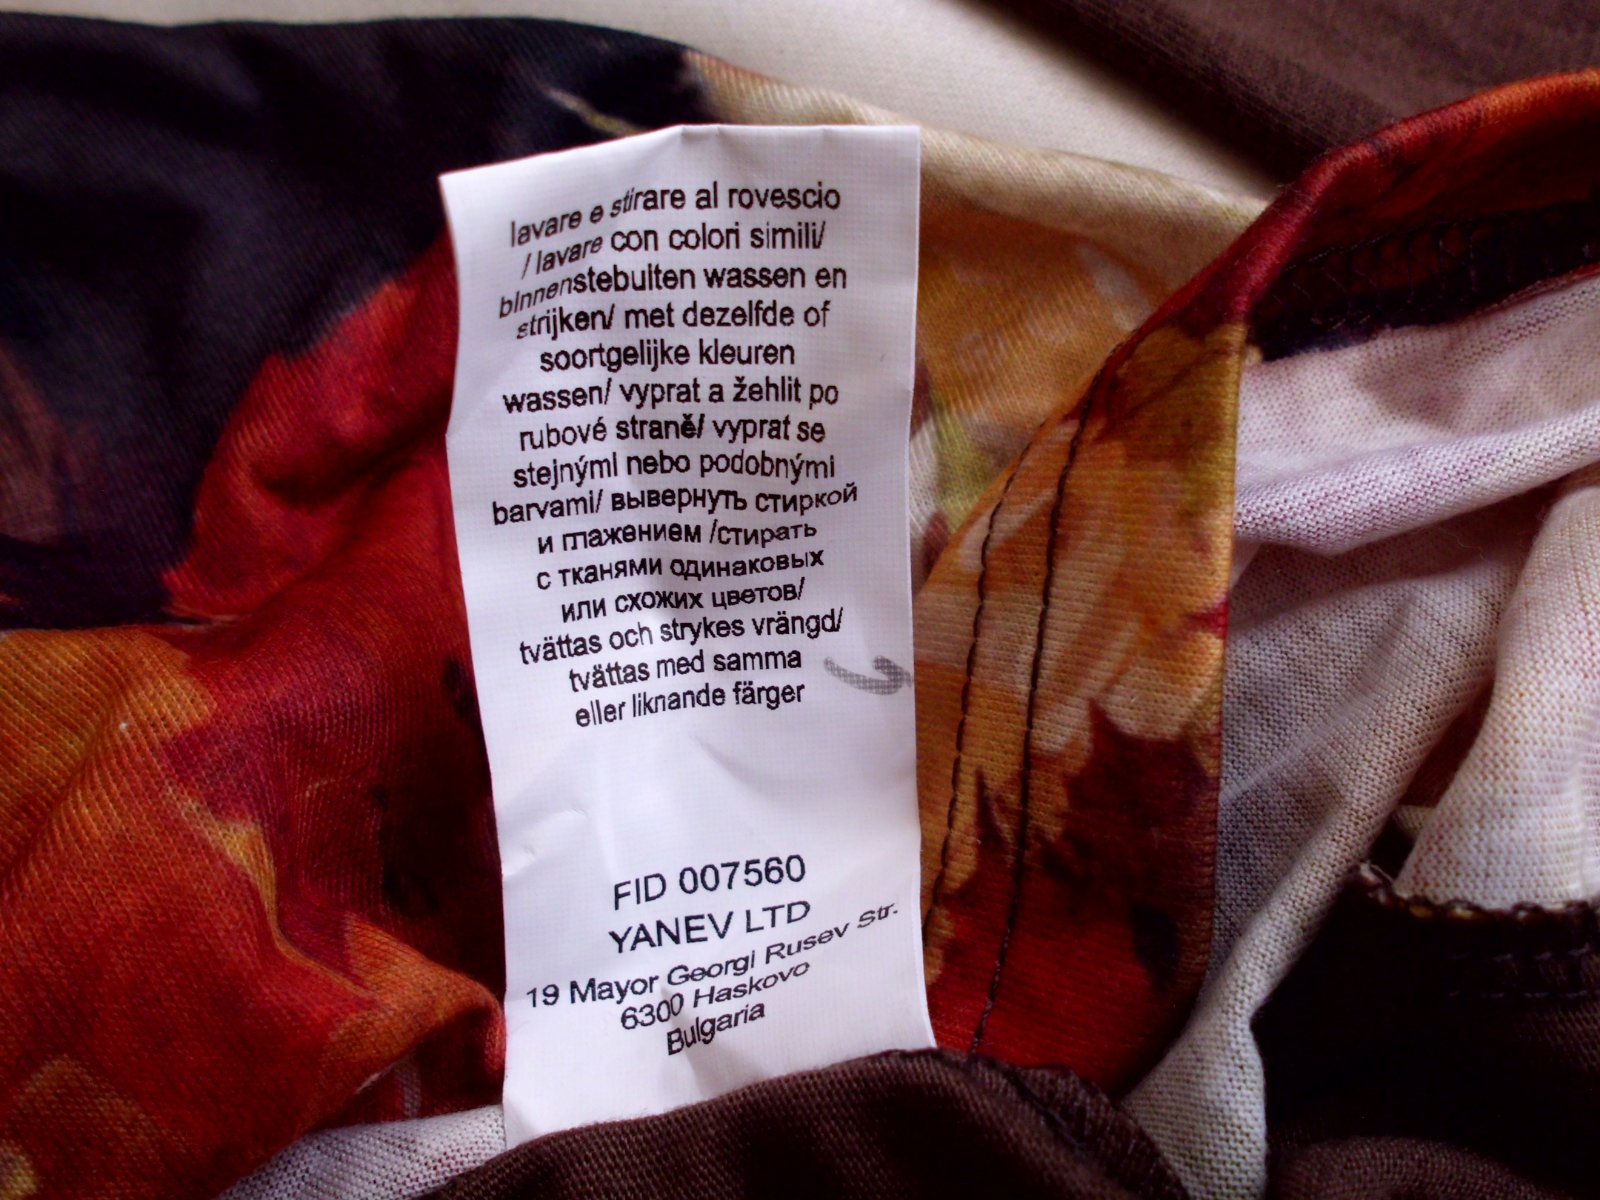 lavare e stirare al rovescio
/ lavare con colori simili/
binnenstebuiten wassen en
strijken/ met dezelfde of
soortgelijke kleuren
wassen/ vyprat a žehlit po
rubové straně/ vyprat se
stejnými nebo podobnými
barvami/ вывернуть стиркой
и глажением /стирать
с тканями одинаковых
или схожих цветов/
tvättas och strykes vrängd/
tvättas med samma
eller liknande färger
FID 007560
YANEV LTD
19 Mayor Georgi Rusev Str.
6300 Haskovo
Bulgaria